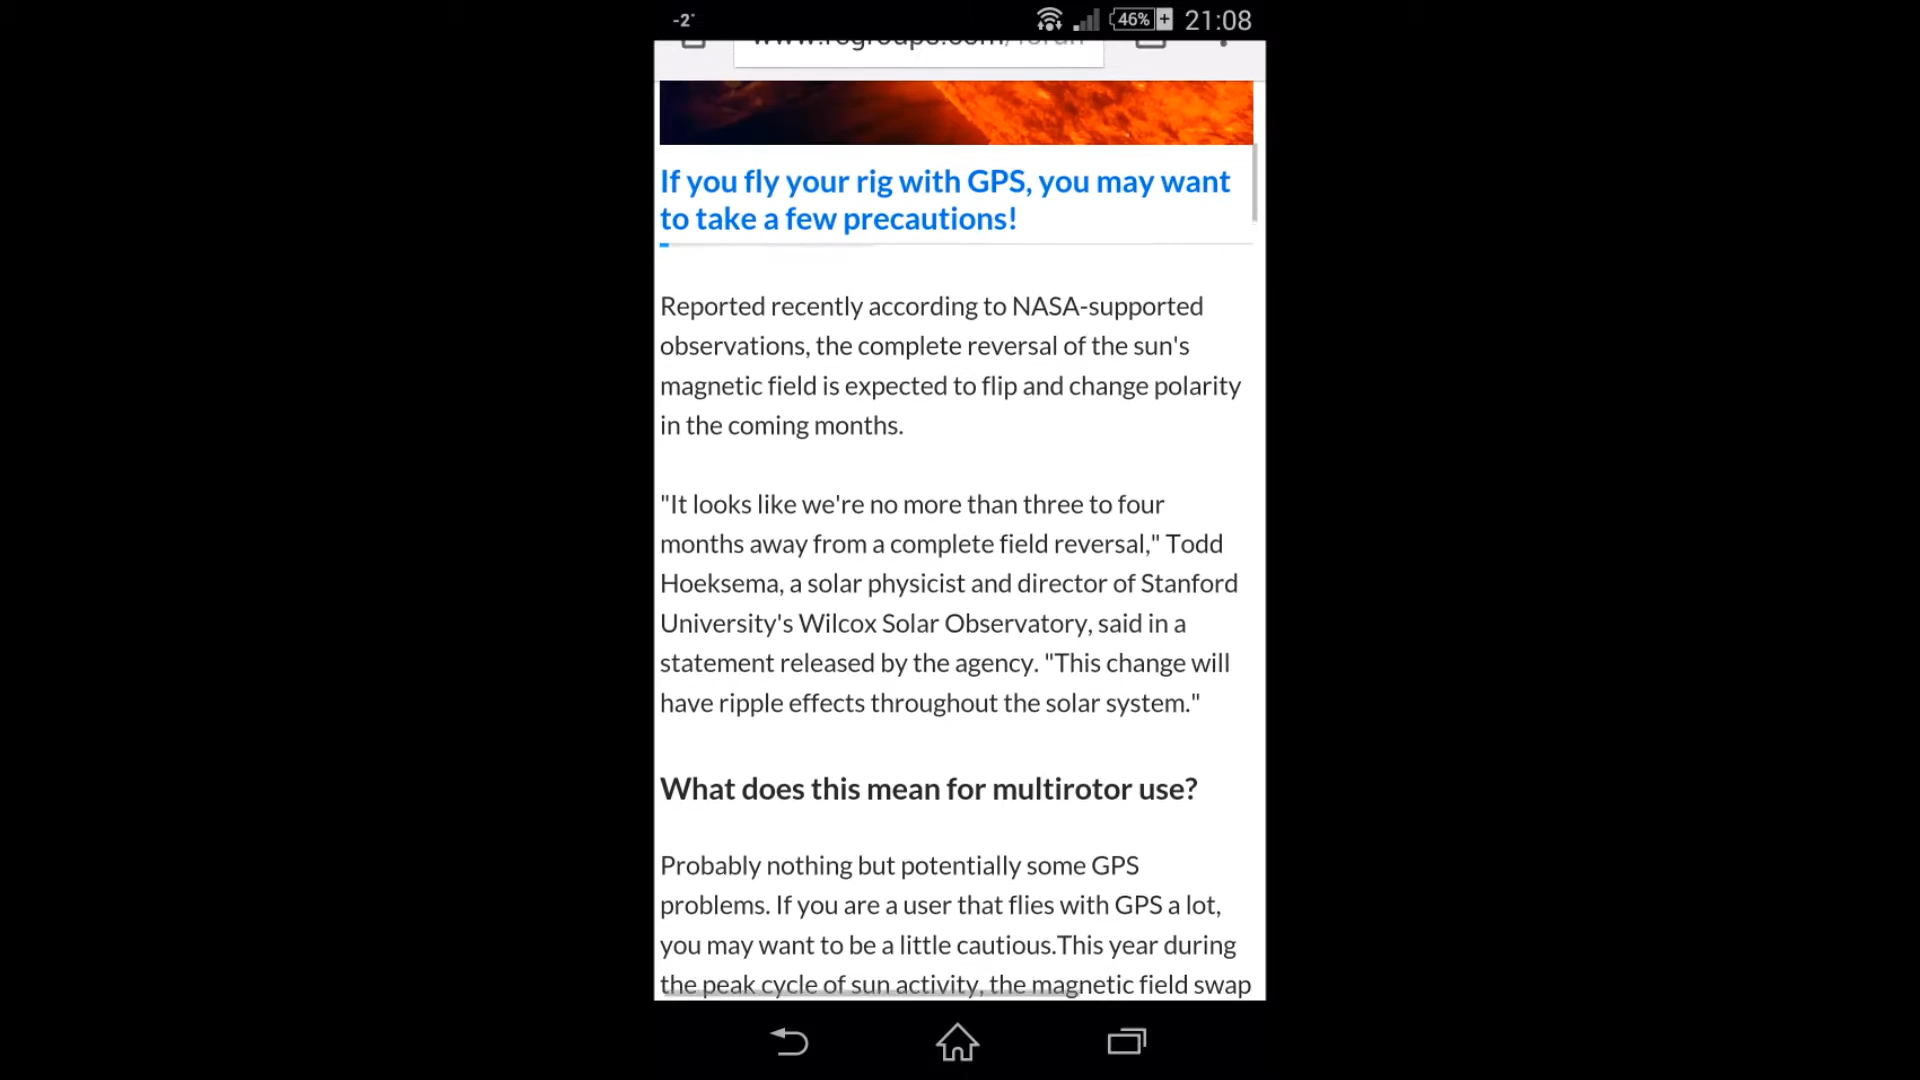 -2°
46%
21:08
If you fly your rig with GPS, you may want
to take a few precautions!
Reported recently according to NASA-supported
observations, the complete reversal of the sun's
magnetic field is expected to flip and change polarity
in the coming months.
"It looks like we're no more than three to four
months away from a complete field reversal," Todd
Hoeksema, a solar physicist and director of Stanford
University's Wilcox Solar Observatory, said in a
statement released by the agency. "This change will
have ripple effects throughout the solar system."
What does this mean for multirotor use?
Probably nothing but potentially some GPS
problems. If you are a user that flies with GPS a lot,
you may want to be a little cautious.This year during
the peak cycle of sun activity, the magnetic field swap